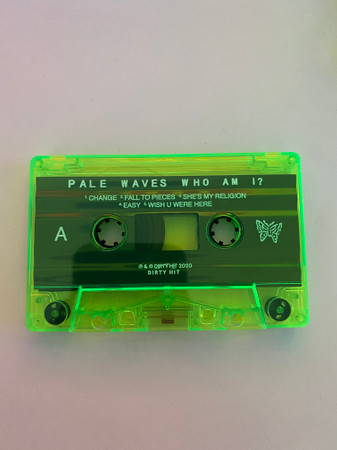 PALE WAVES WHO AM I?
1. CHANGE 2. FALL TO PIECES 3. SHE'S MY RELIGION
4. EASY 5. WISH U WERE HERE
A
℗ & © DIRTY HIT 2020
DIRTY HIT